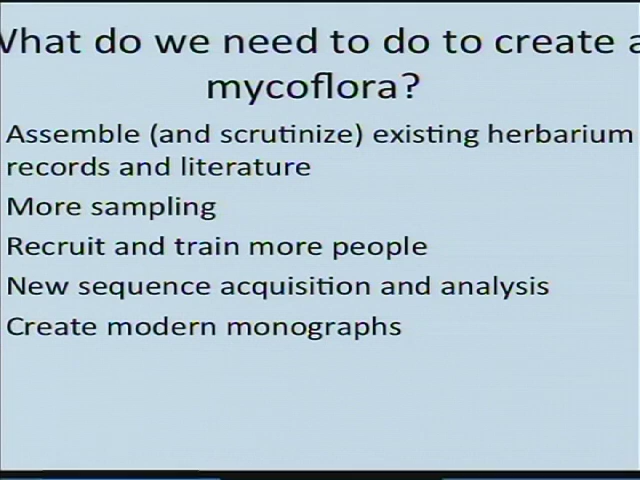 What do we need to do to create a
mycoflora?
Assemble (and scrutinize) existing herbarium
records and literature
More sampling
Recruit and train more people
New sequence acquisition and analysis
Create modern monographs